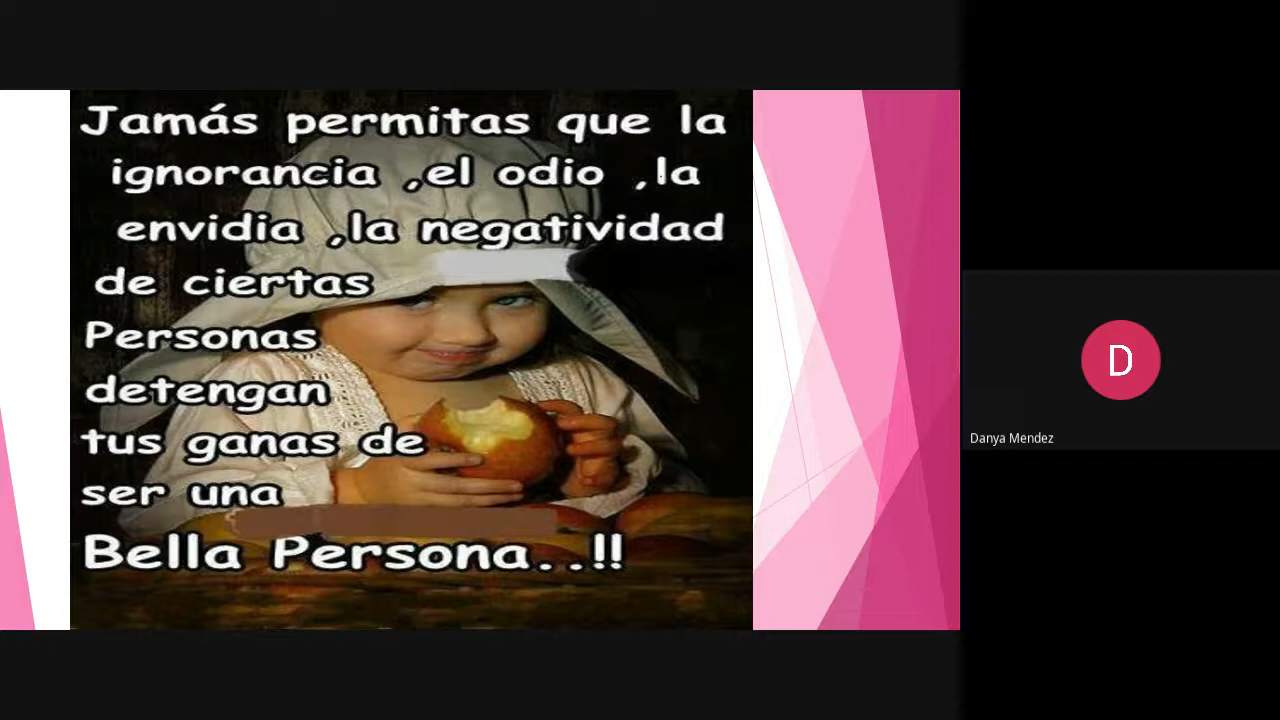 Jamás permitas que la
ignorancia ,el odio ,la
envidia ,la negatividad
de ciertas
Personas
detengan
tus ganas de
ser una
Bella Persona..!!
D
Danya Mendez